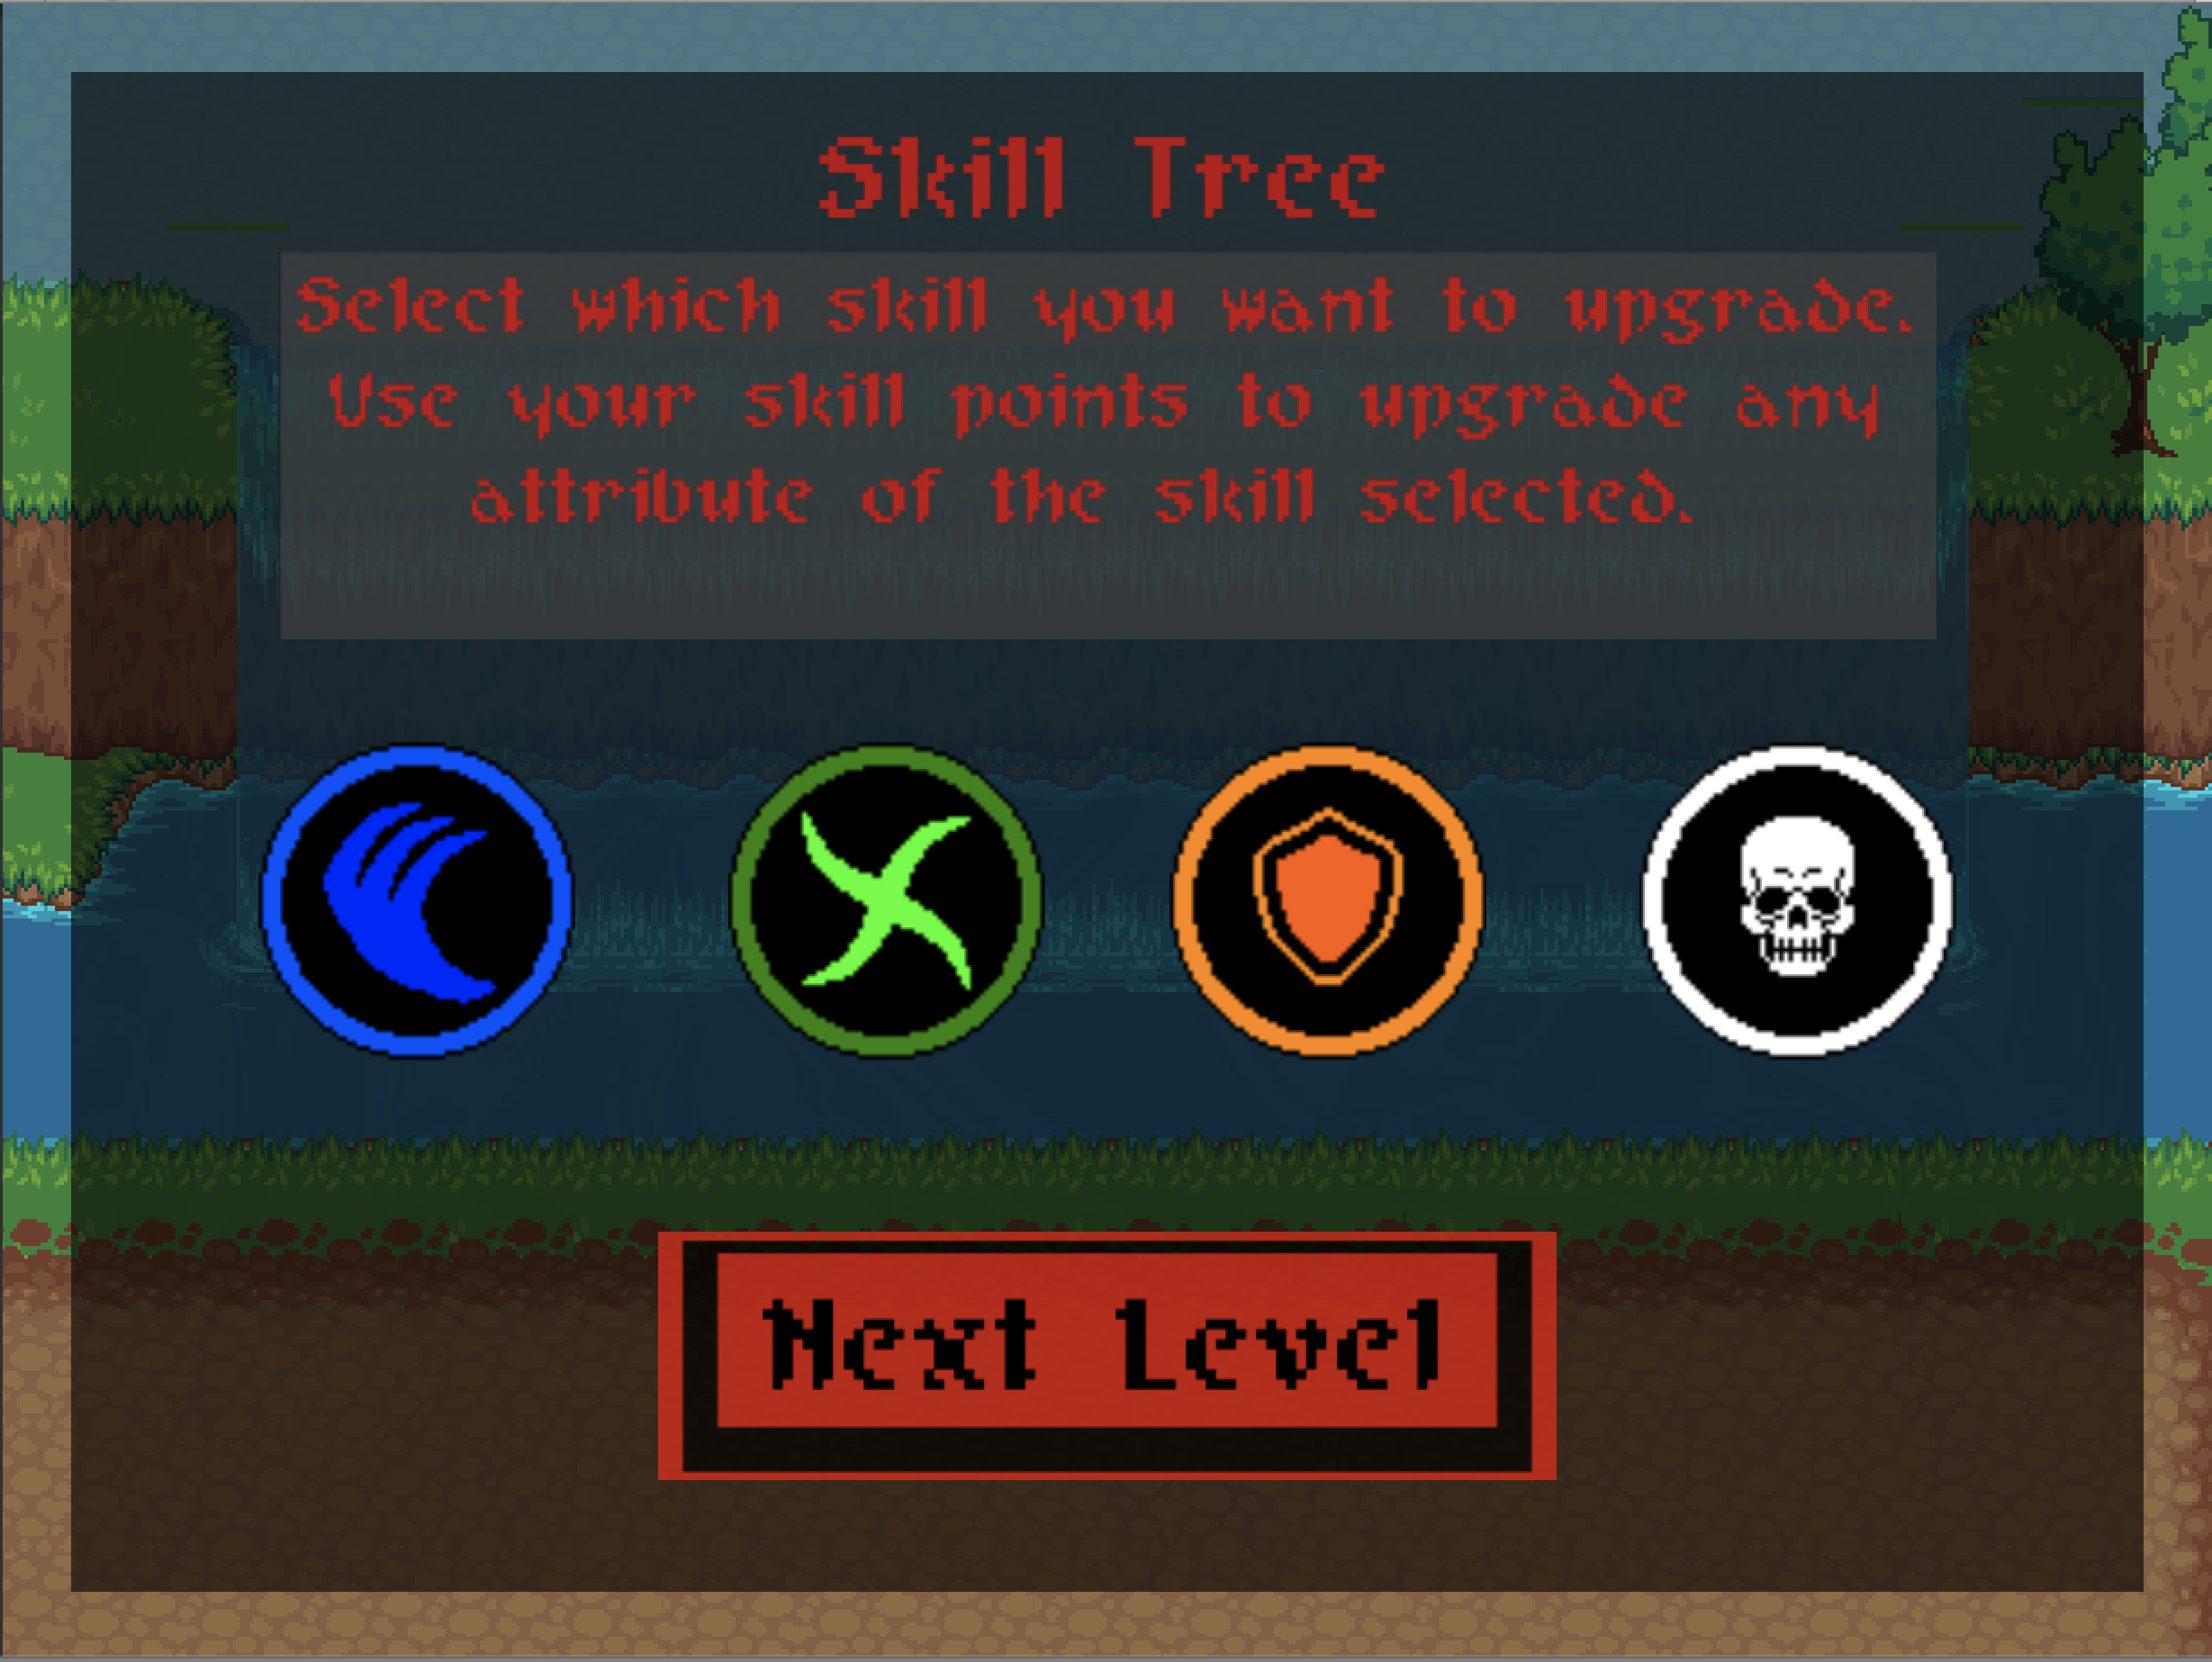 Skill Tree
Select which skill you want to upgrade.
Use your skill points to upgrade any
attribute of the skill selected.
Next Level